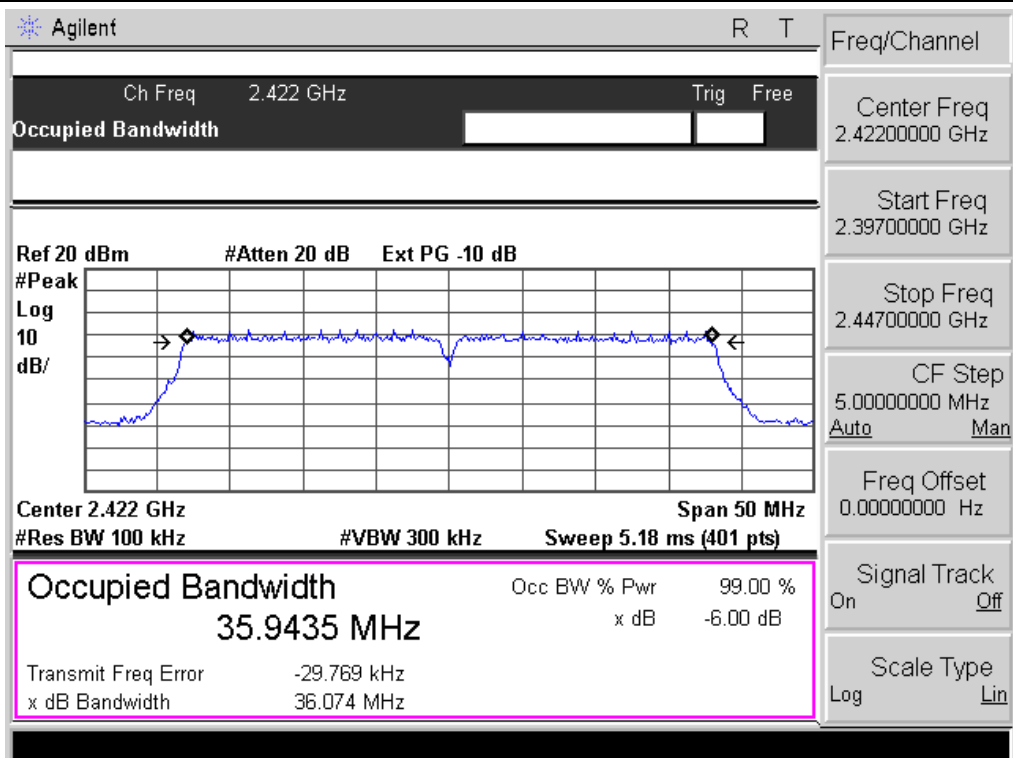 Agilent R T
Ch Freq 2.422 GHz Trig Free
Occupied Bandwidth
Ref 20 dBm #Atten 20 dB Ext PG -10 dB
#Peak
Log
10
dB/
Center 2.422 GHz Span 50 MHz
#Res BW 100 kHz #VBW 300 kHz Sweep 5.18 ms (401 pts)
Occupied Bandwidth
35.9435 MHz
Occ BW % Pwr 99.00 %
x dB -6.00 dB
Transmit Freq Error -29.769 kHz
x dB Bandwidth 36.074 MHz
Freq/Channel
Center Freq
2.42200000 GHz
Start Freq
2.39700000 GHz
Stop Freq
2.44700000 GHz
CF Step
5.00000000 MHz
Auto Man
Freq Offset
0.00000000 Hz
Signal Track
On Off
Scale Type
Log Lin